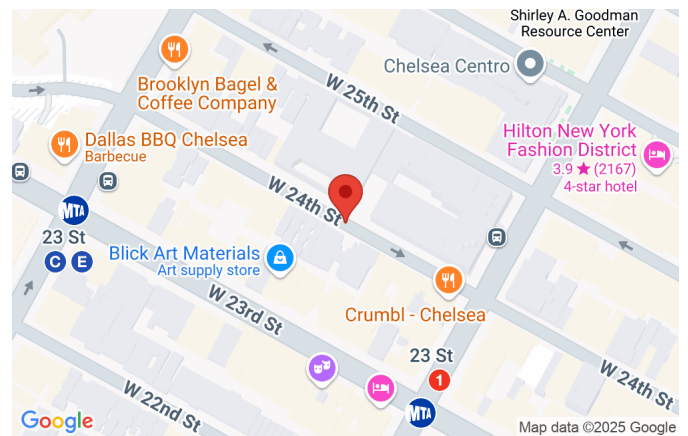 Shirley A. Goodman
Resource Center
Chelsea Centro
W 25th St
Brooklyn Bagel &
Coffee Company
Dallas BBQ Chelsea
Barbecue
Hilton New York
Fashion District
3.9 ★ (2167)
4-star hotel
W 24th St
MTA
23 St
C E
Blick Art Materials
Art supply store
Crumbl - Chelsea
W 23rd St
23 St
1
W 24th St
MTA
W 22nd St
Google
Map data ©2025 Google